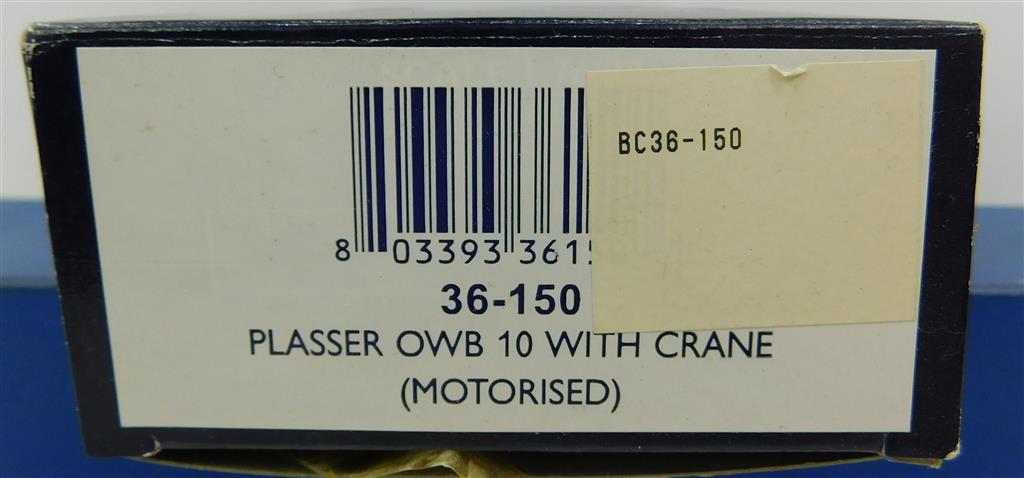 BC36-150
8 03393 361
36-150
PLASSER OWB 10 WITH CRANE
(MOTORISED)